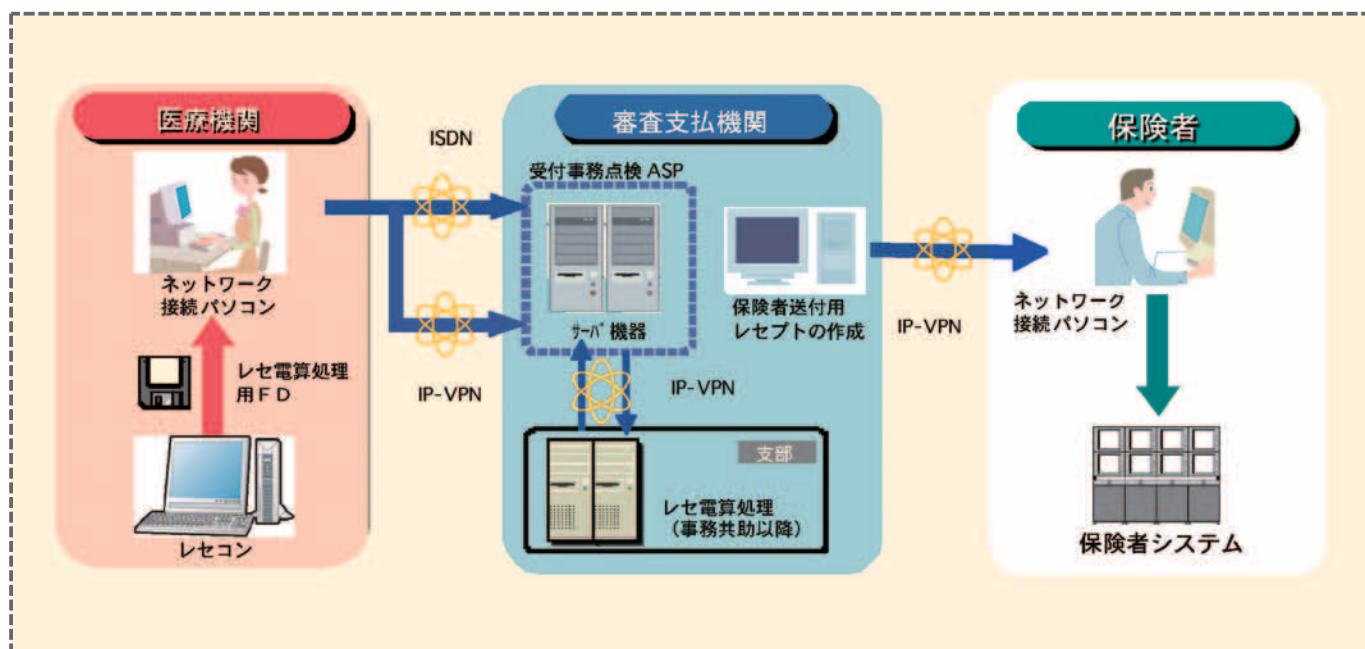 医療機関
ネットワーク
接続パソコン
レセ電算処理
用FD
レセコン
ISDN
IP-VPN
審査支払機関
受付事務点検 ASP
ｻｰﾊﾞ機器
保険者送付用
レセプトの作成
IP-VPN
支部
レセ電算処理
（事務共助以降）
IP-VPN
保険者
ネットワーク
接続パソコン
保険者システム